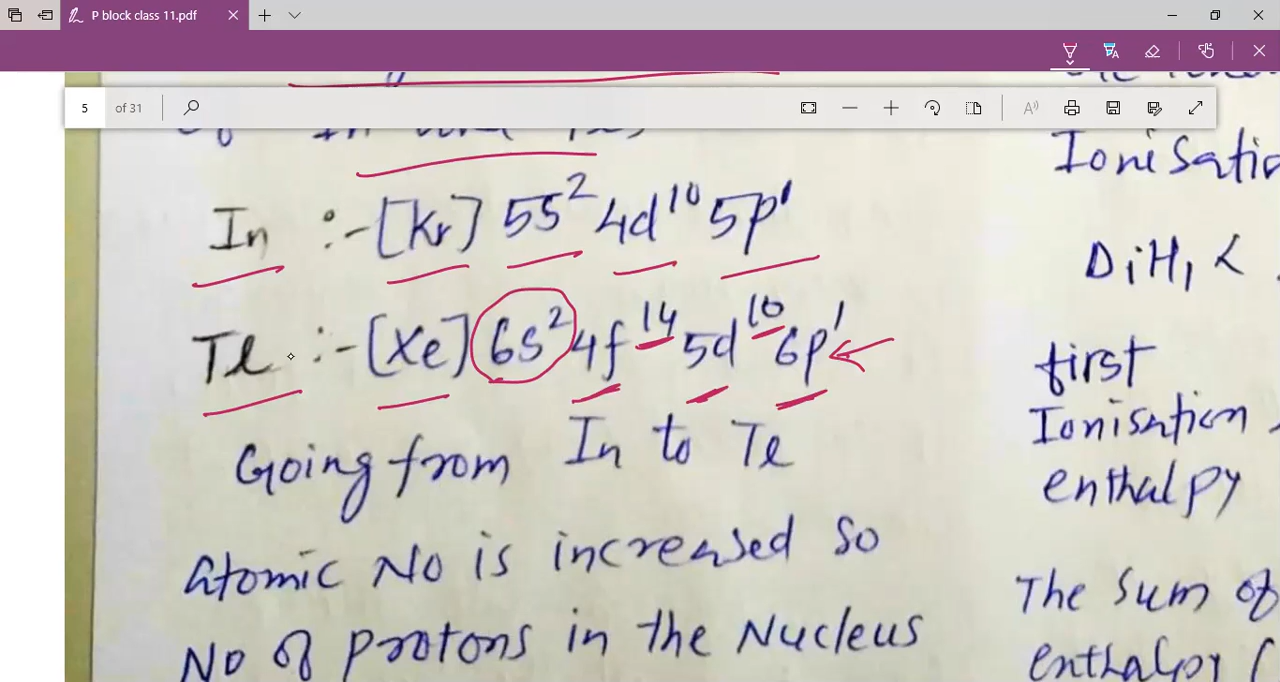 P block class 11.pdf
5 of 31
In :- [Kr] 5S² 4d¹⁰ 5p¹
Tl :- [Xe] 6S² 4f¹⁴ 5d¹⁰ 6p¹
Going from In to Tl
atomic No is increased so
No of protons in the Nucleus
Ionisatio
DiH, <
first
Ionisation
enthalpy
The Sum of
enthalpy (